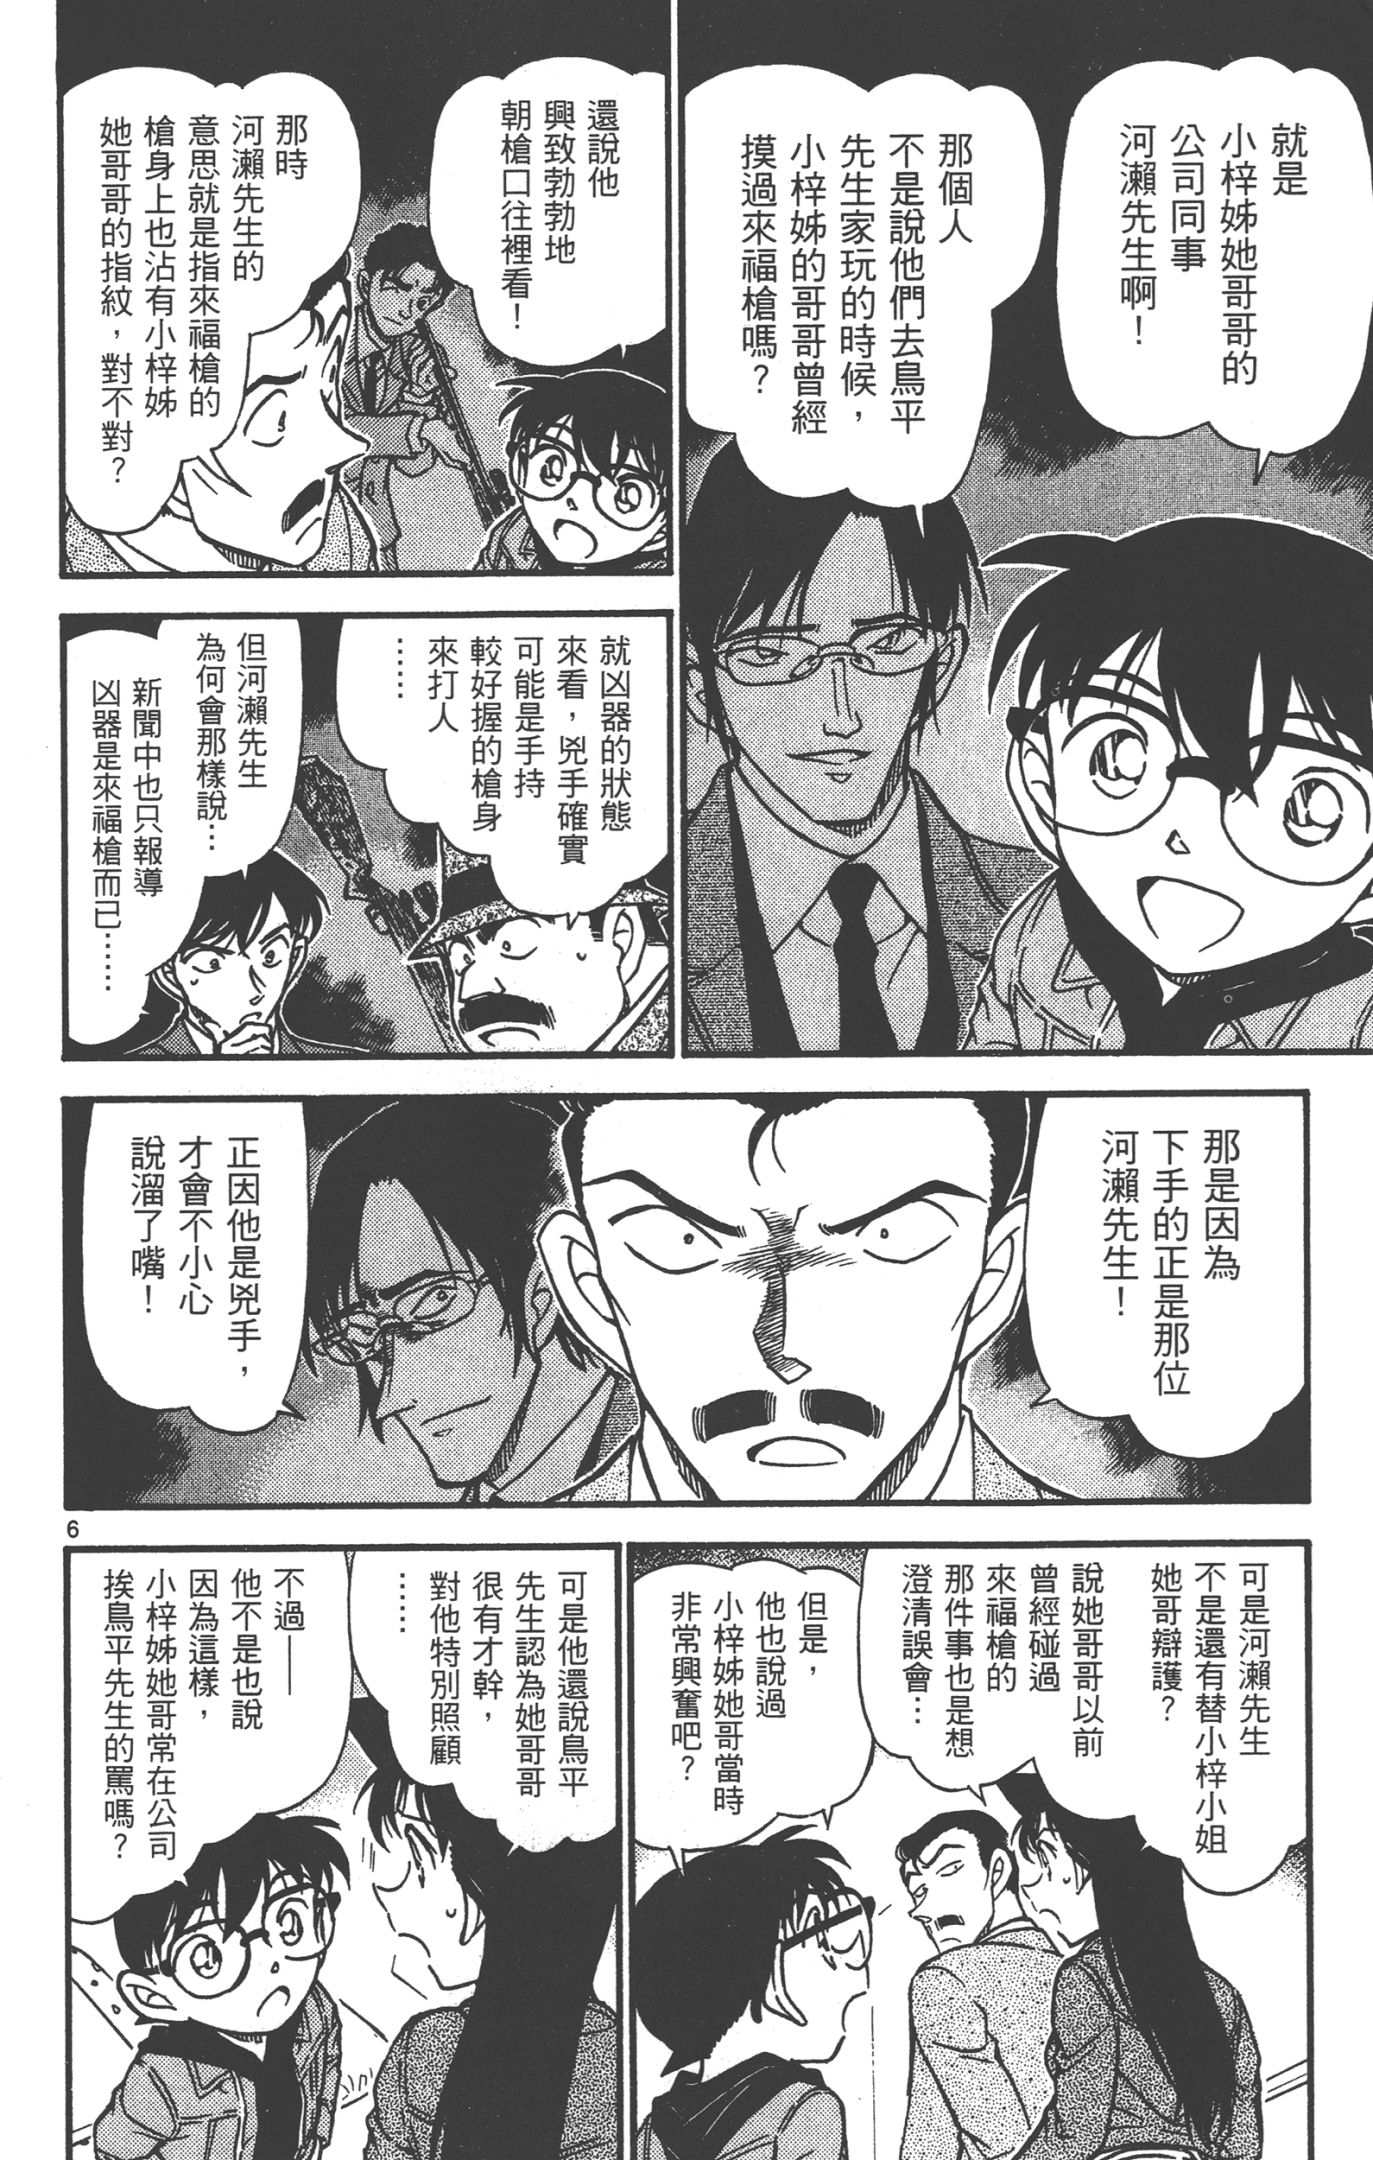 就是
小梓姊她哥哥的
公司同事
河瀨先生啊！
那個人
不是說他們去鳥平
先生家玩的時候，
小梓姊的哥哥曾經
摸過來福槍嗎？
還說他
興致勃勃地
朝槍口往裡看！
那時
河瀨先生的
意思就是指來福槍的
槍身上也沾有小梓姊
她哥哥的指紋，對不對？
就凶器的狀態
來看，兇手確實
可能是手持
較好握的槍身
來打人
……
但河瀨先生
為何會那樣說…
新聞中也只報導
凶器是來福槍而已……
那是因為
下手的正是那位
河瀨先生！
正因他是兇手，
才會不小心
說溜了嘴！
6
可是河瀨先生
不是還有替小梓小姐
她哥辯護？
說她哥哥以前
曾經碰過
來福槍的
那件事也是想
澄清誤會…
但是，
他也說過
小梓姊她哥當時
非常興奮吧？
可是他還說鳥平
先生認為她哥哥
很有才幹，
對他特別照顧
……
不過——
他不是也說
因為這樣，
小梓姊她哥常在公司
挨鳥平先生的罵嗎？